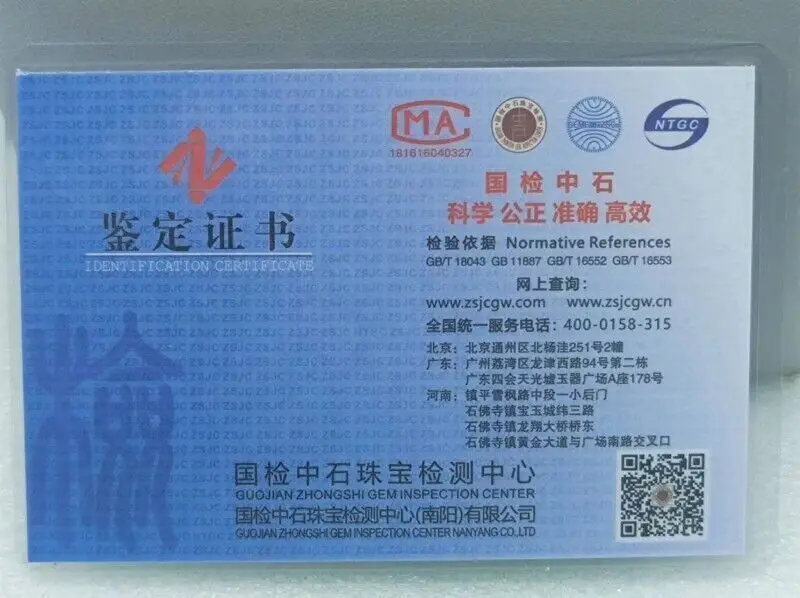 鉴定证书
IDENTIFICATION CERTIFICATE
CMA
181616040327
NTGC
国检中石
科学 公正 准确 高效
检验依据 Normative References
GB/T 18043 GB 11887 GB/T 16552 GB/T 16553
网上查询：
www.zsjcgw.com www.zsjcgw.cn
全国统一服务电话：400-0158-315
北京：北京通州区北杨洼251号2幢
广东：广州荔湾区龙津西路94号第二栋
广东四会天光墟玉器广场A座178号
河南：镇平雪枫路中段一小后门
石佛寺镇宝玉城纬三路
石佛寺镇龙翔大桥桥东
石佛寺镇黄金大道与广场南路交叉口
国检中石珠宝检测中心
GUOJIAN ZHONGSHI GEM INSPECTION CENTER
国检中石珠宝检测中心(南阳)有限公司
GUOJIAN ZHONGSHI GEM INSPECTION CENTER NANYANG CO.,LTD